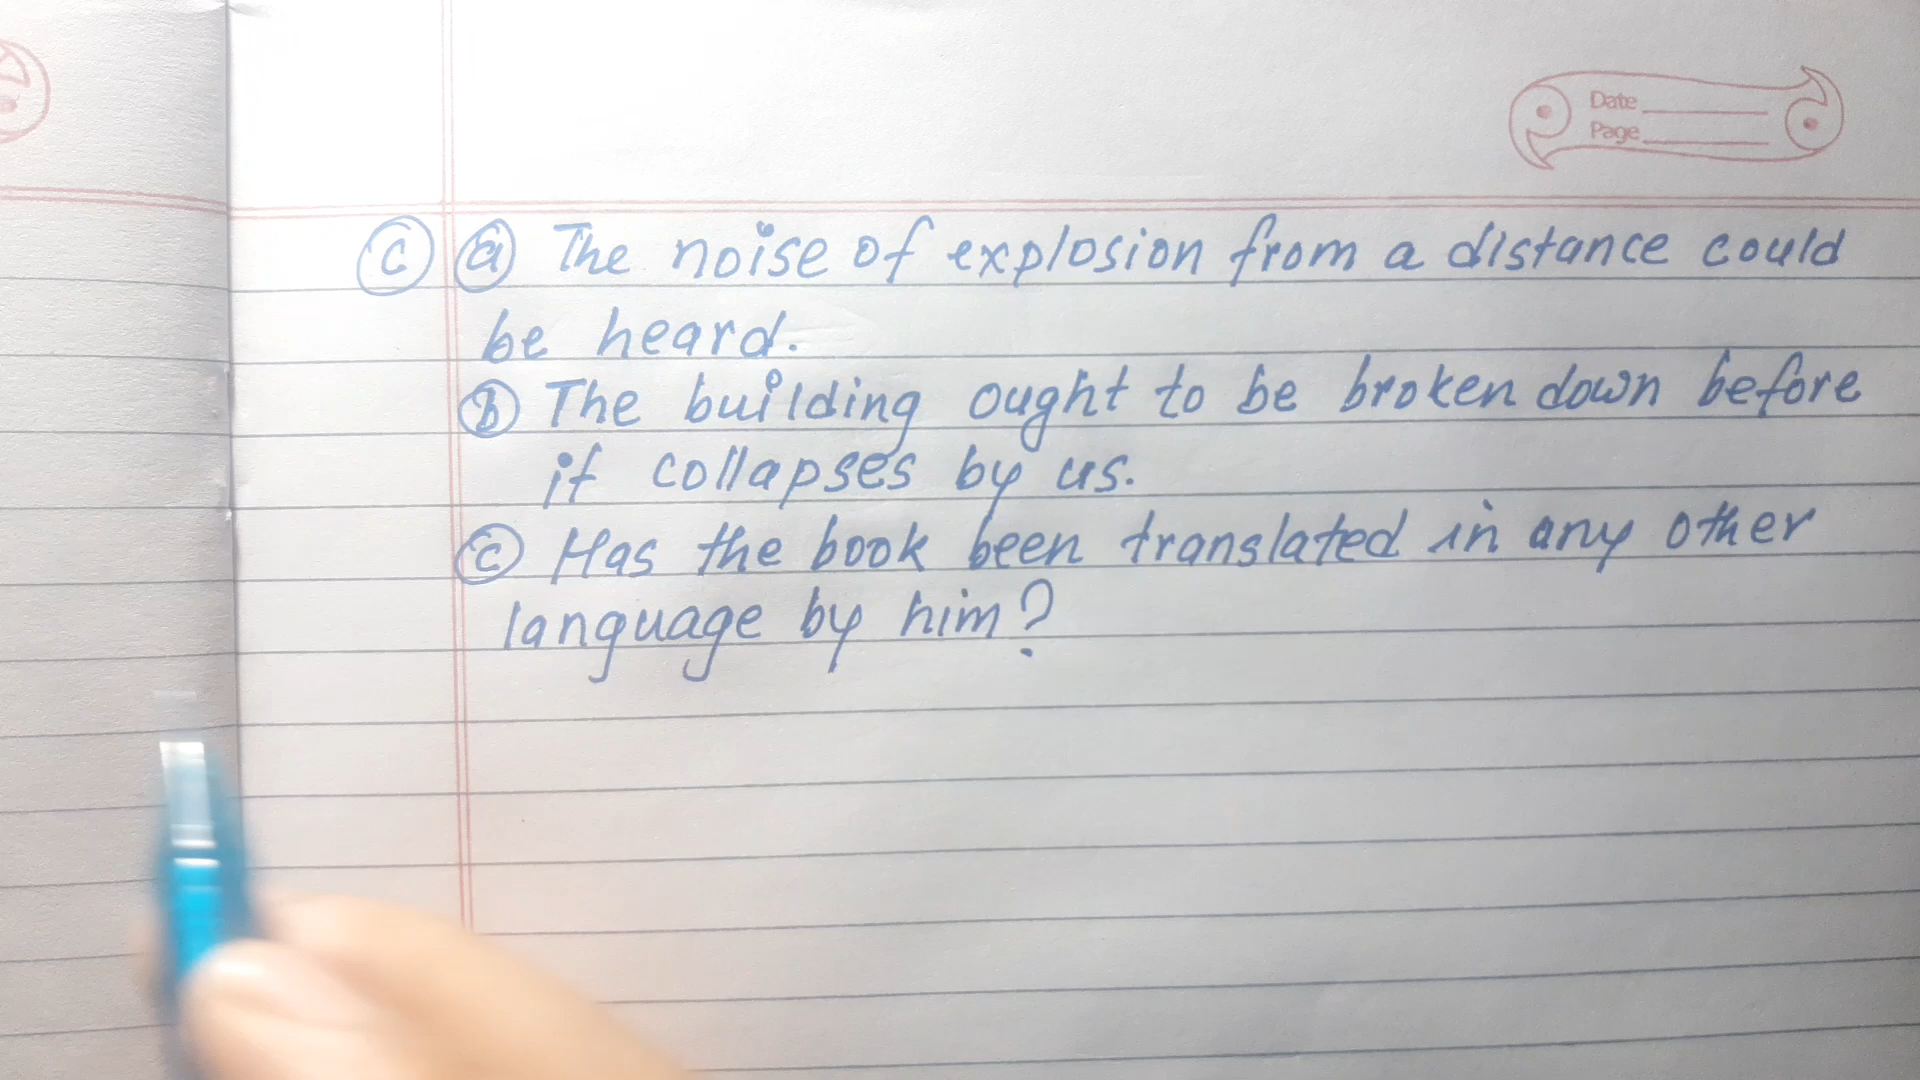 Date
Page
Ⓒ ⓐ The noise of explosion from a distance could
be heard.
ⓑ The building ought to be broken down before
it collapses by us.
ⓒ Has the book been translated in any other
language by him?